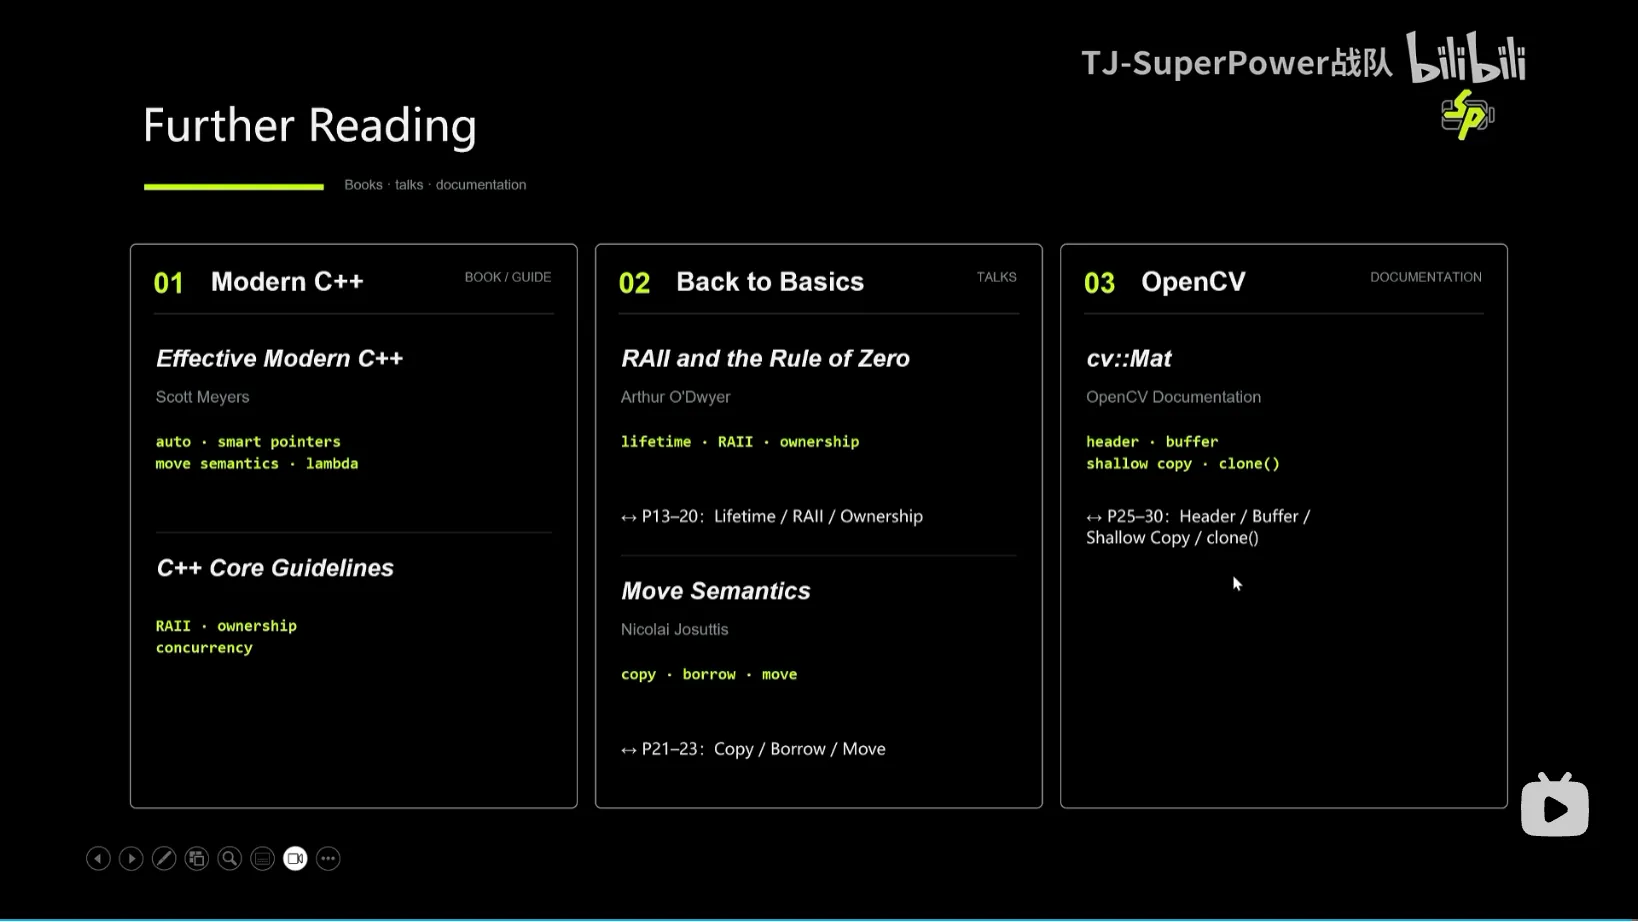 TJ-SuperPower战队 bilibili
SP
Further Reading
Books · talks · documentation
01 Modern C++ BOOK / GUIDE
Effective Modern C++
Scott Meyers
auto · smart pointers
move semantics · lambda
C++ Core Guidelines
RAII · ownership
concurrency
02 Back to Basics TALKS
RAII and the Rule of Zero
Arthur O'Dwyer
lifetime · RAII · ownership
↔ P13–20：Lifetime / RAII / Ownership
Move Semantics
Nicolai Josuttis
copy · borrow · move
↔ P21–23：Copy / Borrow / Move
03 OpenCV DOCUMENTATION
cv::Mat
OpenCV Documentation
header · buffer
shallow copy · clone()
↔ P25–30：Header / Buffer /
Shallow Copy / clone()